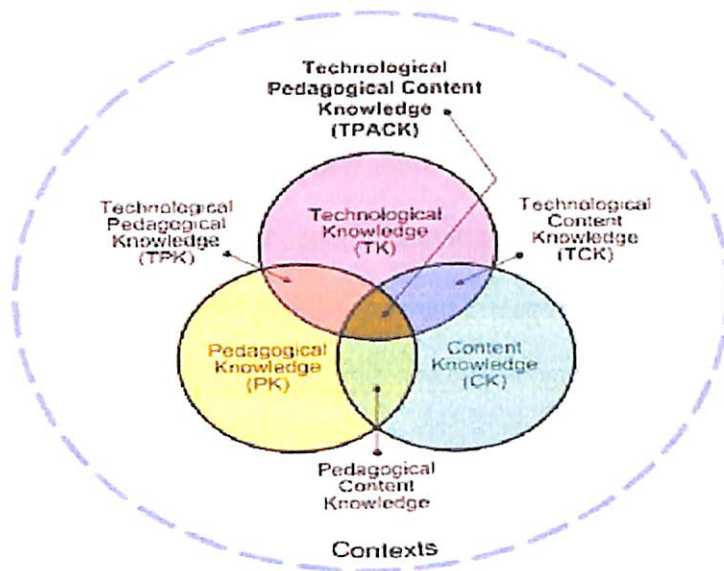 Technological
Pedagogical Content
Knowledge
(TPACK)
Technological
Pedagogical
Knowledge
(TPK)
Technological
Knowledge
(TK)
Technological
Content
Knowledge
(TCK)
Pedagogical
Knowledge
(PK)
Content
Knowledge
(CK)
Pedagogical
Content
Knowledge
Contexts